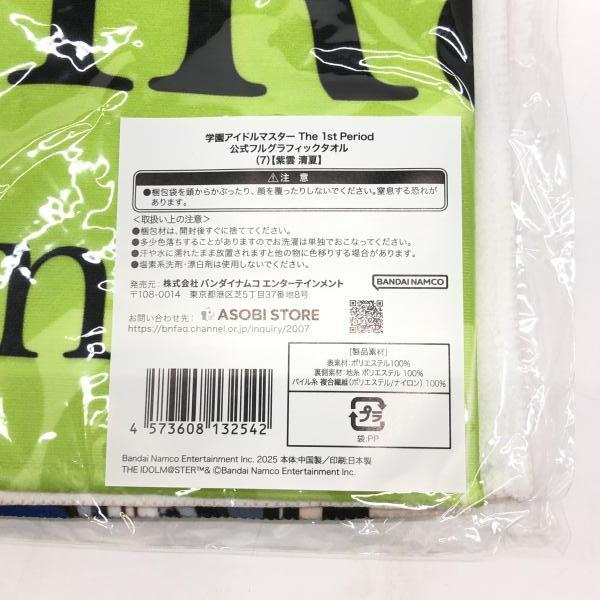 学園アイドルマスター The 1st Period
公式フルグラフィックタオル
(7)【紫雲 清夏】
注 意
●梱包袋を頭からかぶったり、顔を覆ったりしないでください。窒息する恐れが
あります。
＜取扱い上の注意＞
●梱包材は、開封後すぐに捨ててください。
●多少色落ちすることがありますのでお洗濯は単独でおこなってください。
●汗や水に濡れたまま放置されますと他の物に色移りする場合があります。
●塩素系洗剤・漂白剤は使用しないでください。
発売元：株式会社 バンダイナムコ エンターテインメント
〒108-0014 東京都港区芝5丁目37番地8号
BANDAI NAMCO
お問い合わせ先： ASOBI STORE
https://bnfaq.channel.or.jp/inquiry/2007
[製品素材]
表素材:ポリエステル100%
裏側素材:地糸 ポリエステル 100%
パイル糸 複合繊維(ポリエステル/ナイロン) 100%
プラ
袋:PP
4 573608 132542
Bandai Namco Entertainment Inc. 2025 本体:中国製／印刷:日本製
THE IDOLM@STER™& ©Bandai Namco Entertainment Inc.